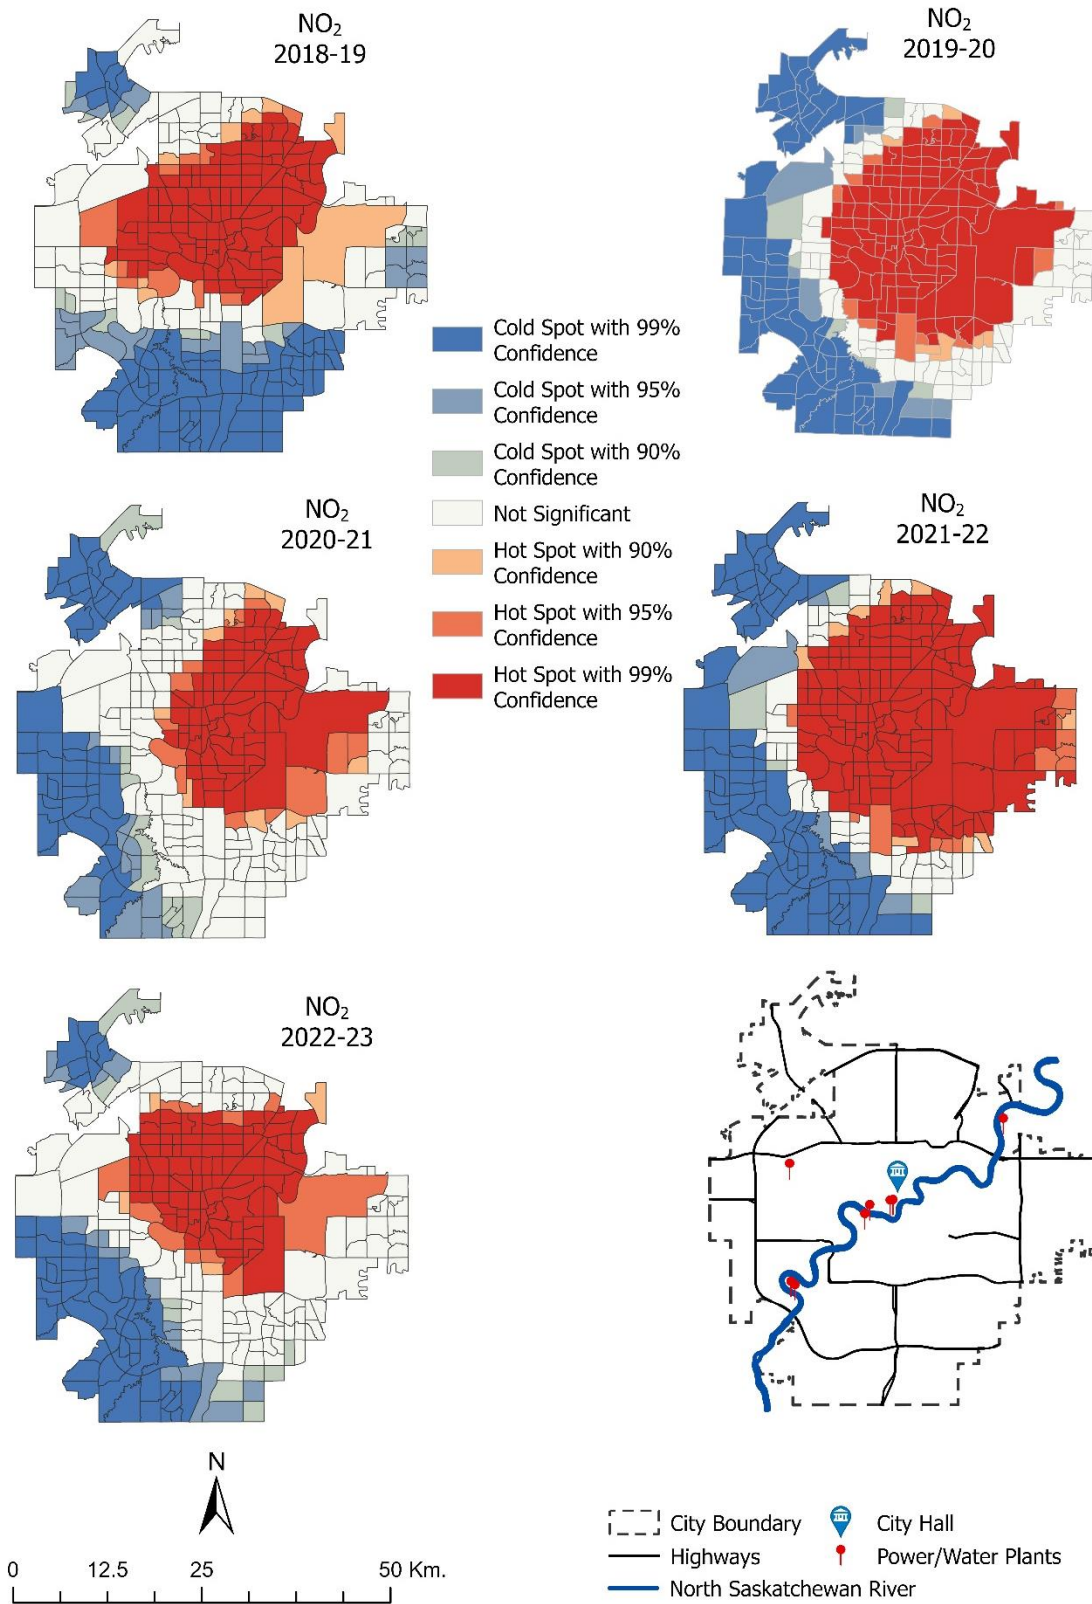 NO₂
2018-19
NO₂
2019-20
Cold Spot with 99%
Confidence
Cold Spot with 95%
Confidence
Cold Spot with 90%
Confidence
Not Significant
Hot Spot with 90%
Confidence
Hot Spot with 95%
Confidence
Hot Spot with 99%
Confidence
NO₂
2020-21
NO₂
2021-22
NO₂
2022-23
N
0 12.5 25 50 Km.
City Boundary City Hall
Highways Power/Water Plants
North Saskatchewan River